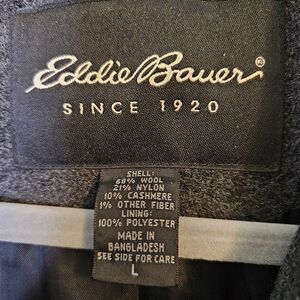 Eddie Bauer®
SINCE 1920
SHELL:
69% WOOL
21% NYLON
10% CASHMERE
1% OTHER FIBER
LINING:
100% POLYESTER
MADE IN
BANGLADESH
SEE SIDE FOR CARE
L